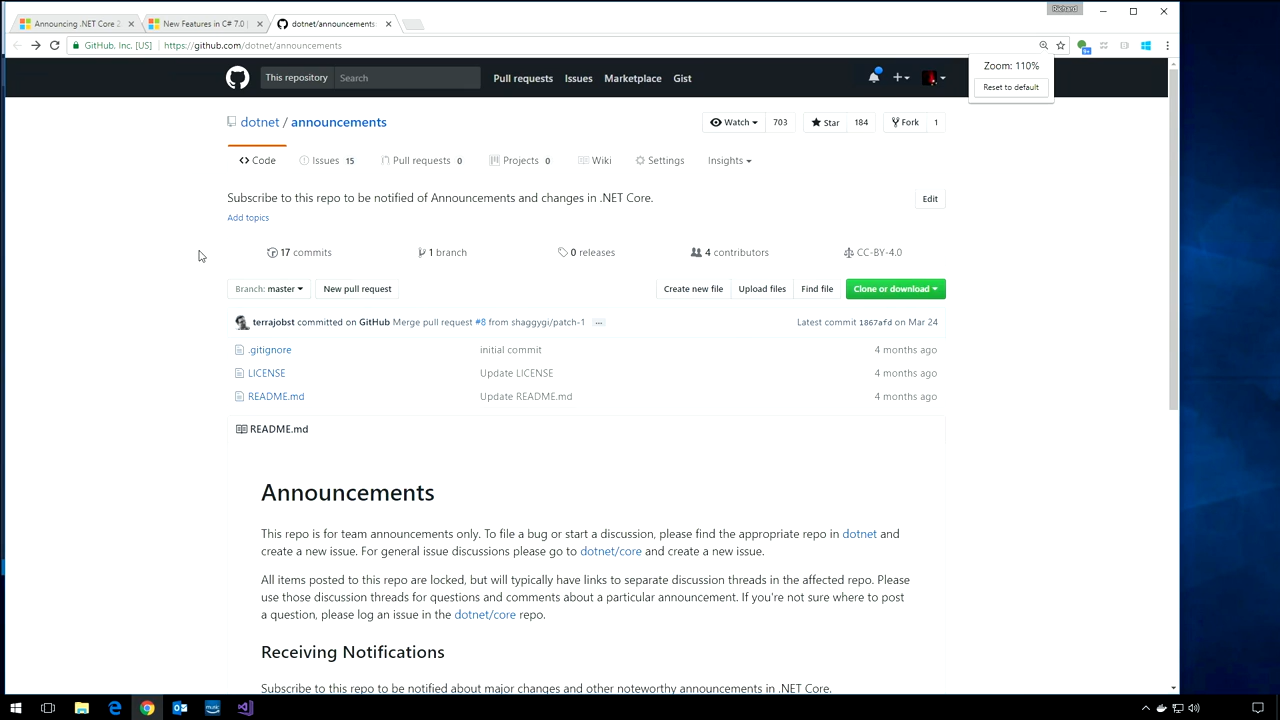 Richard
Announcing .NET Core 2.
New Features in C# 7.0 |
dotnet/announcements
GitHub, Inc. [US] https://github.com/dotnet/announcements
Zoom: 110%
Reset to default
This repository Search Pull requests Issues Marketplace Gist
dotnet / announcements
Watch 703 Star 184 Fork 1
Code Issues 15 Pull requests 0 Projects 0 Wiki Settings Insights
Subscribe to this repo to be notified of Announcements and changes in .NET Core. Edit
Add topics
17 commits 1 branch 0 releases 4 contributors CC-BY-4.0
Branch: master New pull request Create new file Upload files Find file Clone or download
terrajobst committed on GitHub Merge pull request #8 from shaggygi/patch-1 ... Latest commit 1867afd on Mar 24
.gitignore initial commit 4 months ago
LICENSE Update LICENSE 4 months ago
README.md Update README.md 4 months ago
README.md
Announcements
This repo is for team announcements only. To file a bug or start a discussion, please find the appropriate repo in dotnet and
create a new issue. For general issue discussions please go to dotnet/core and create a new issue.
All items posted to this repo are locked, but will typically have links to separate discussion threads in the affected repo. Please
use those discussion threads for questions and comments about a particular announcement. If you're not sure where to post
a question, please log an issue in the dotnet/core repo.
Receiving Notifications
Subscribe to this repo to be notified about major changes and other noteworthy announcements in .NET Core.